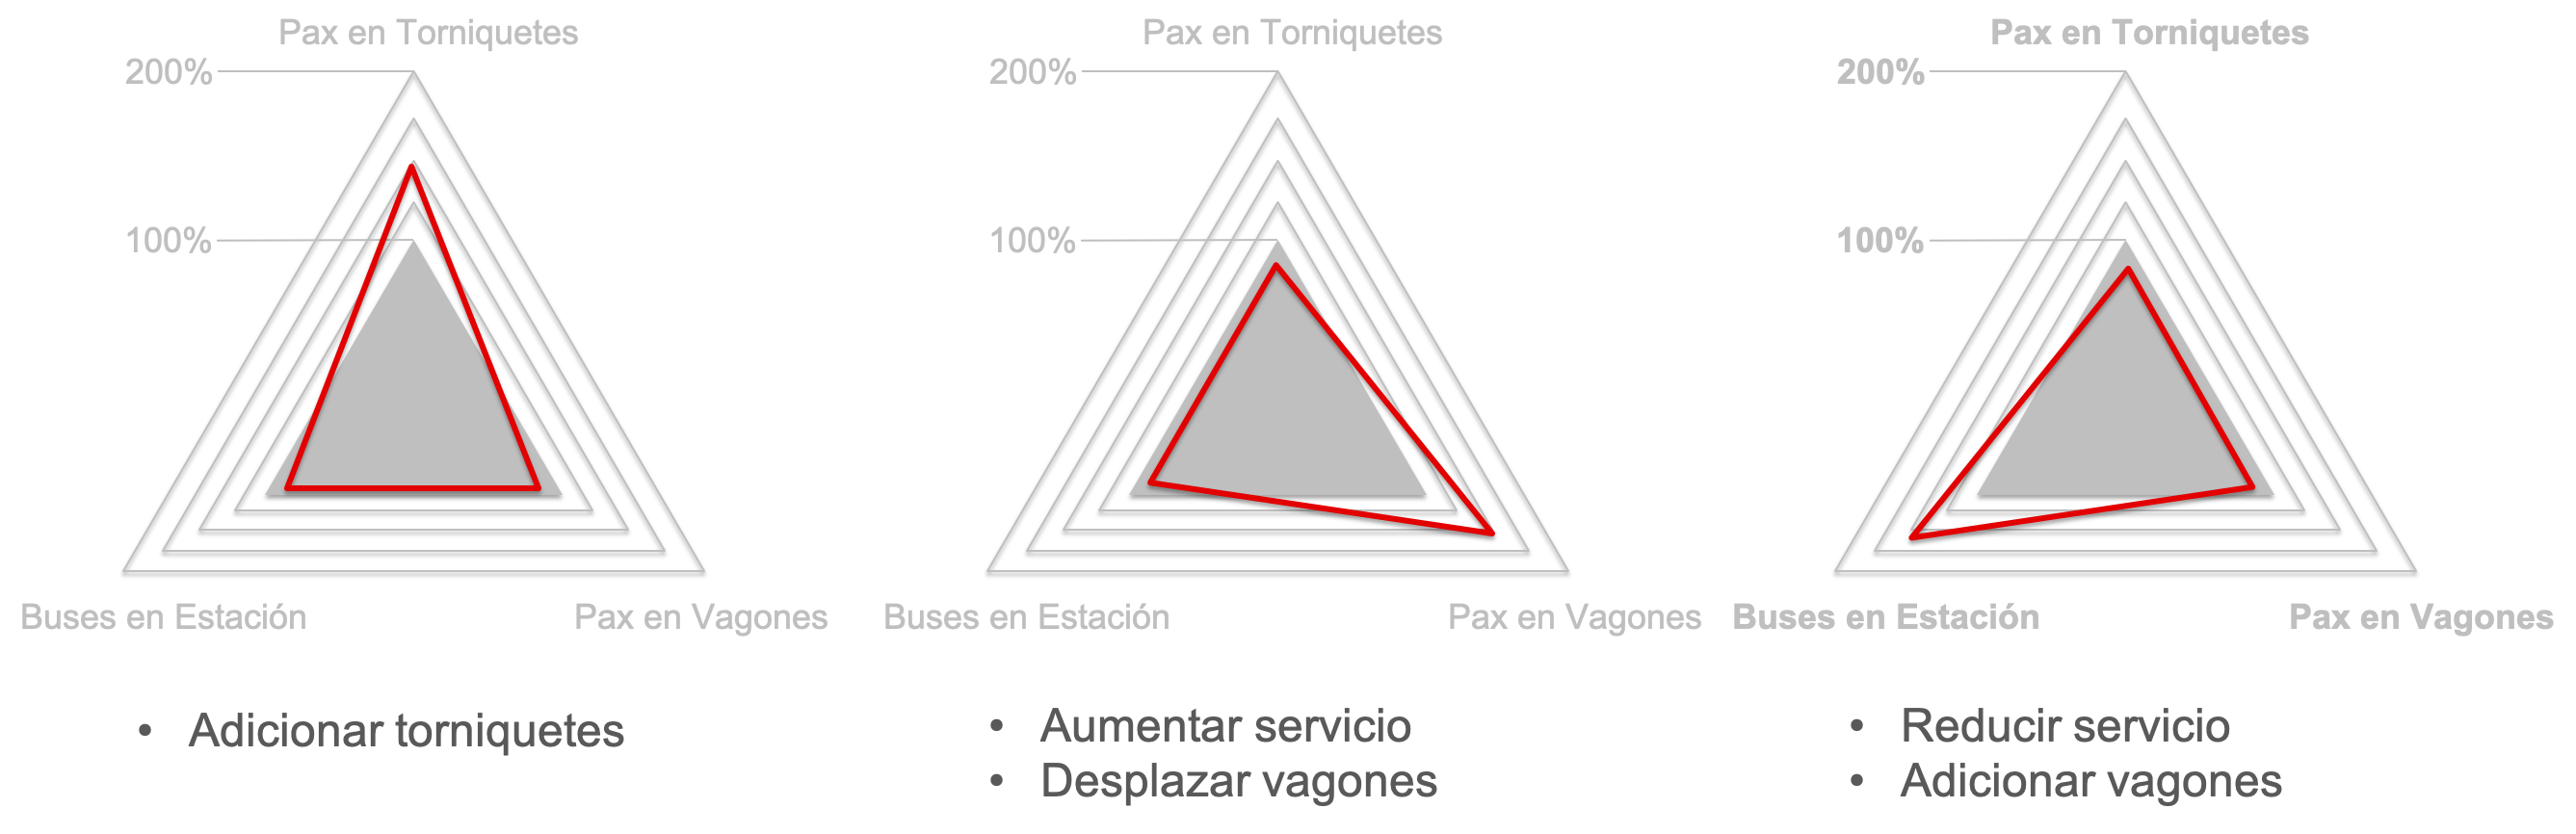 Pax en Torniquetes
200%
100%
Buses en Estación
Pax en Vagones
• Adicionar torniquetes
Pax en Torniquetes
200%
100%
Buses en Estación
Pax en Vagones
• Aumentar servicio
• Desplazar vagones
Pax en Torniquetes
200%
100%
Buses en Estación
Pax en Vagones
• Reducir servicio
• Adicionar vagones